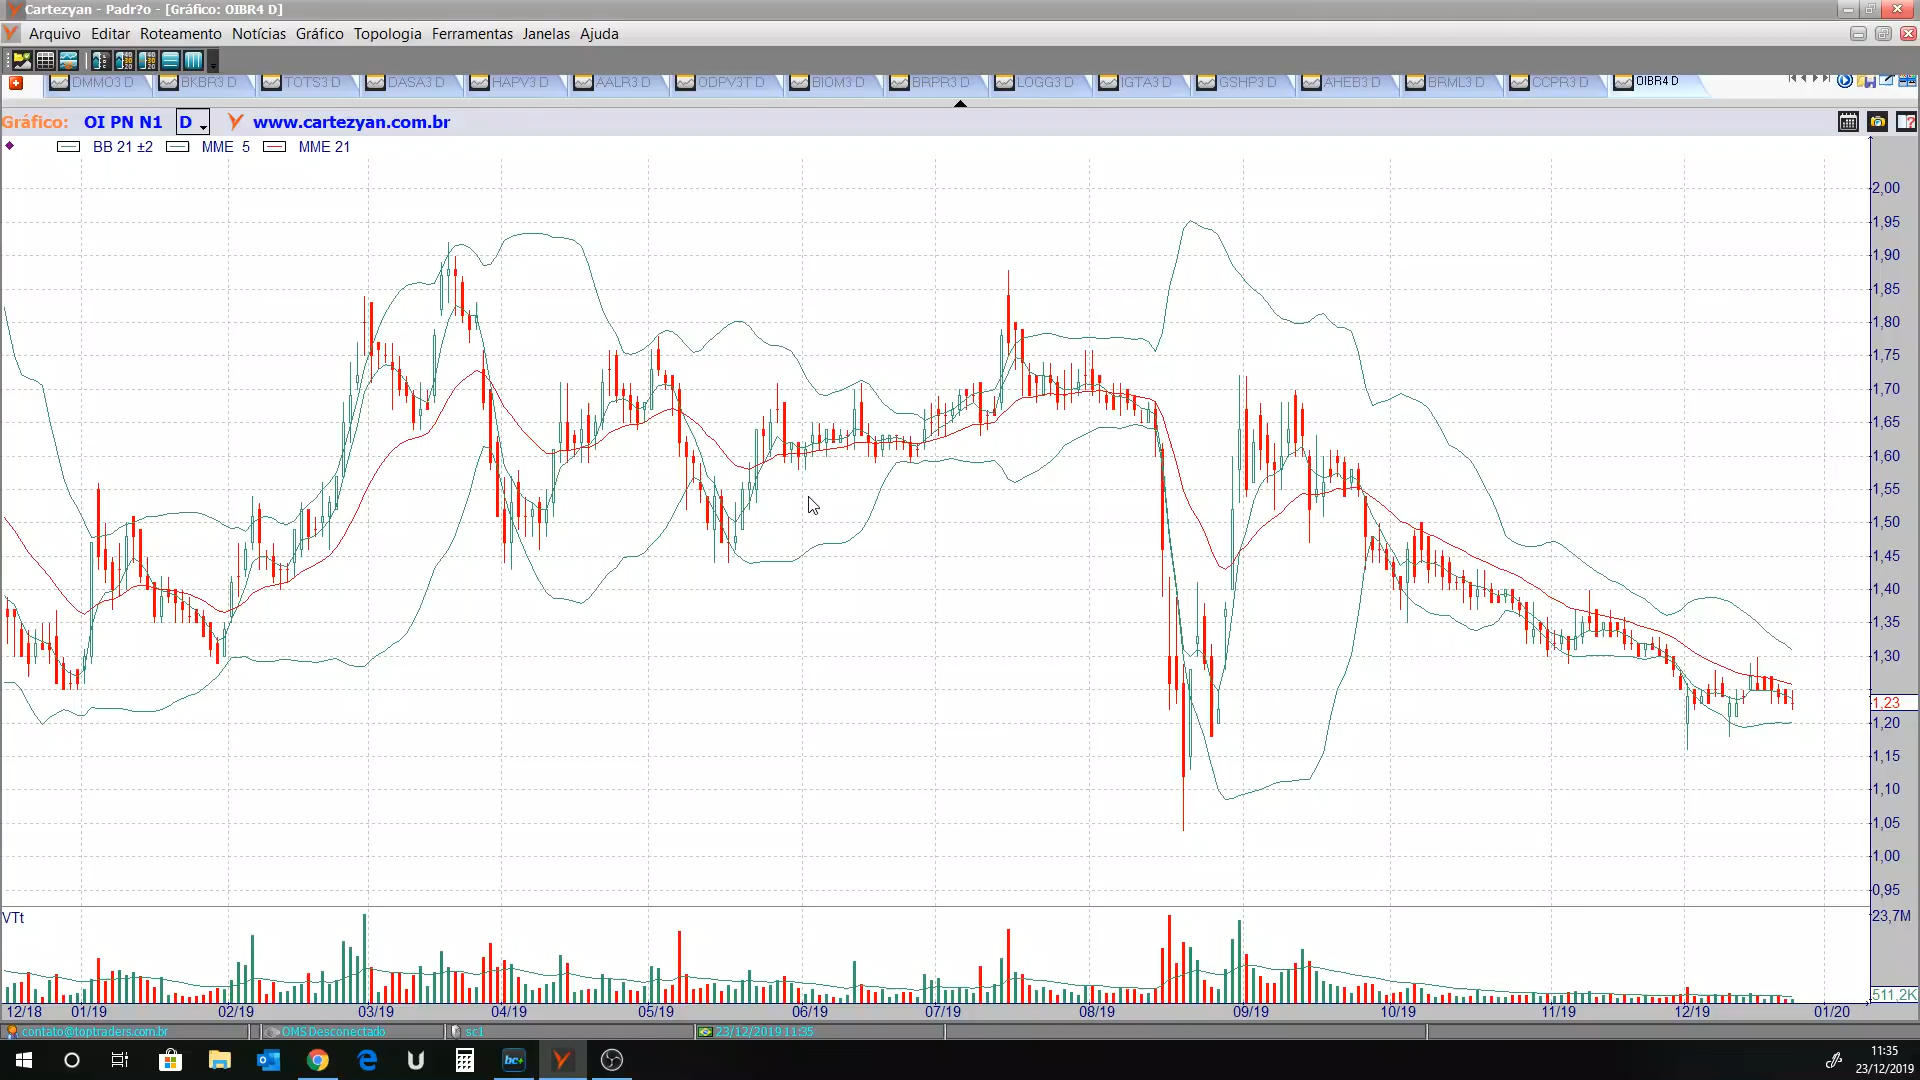 Cartezyan - Padr?o - [Gráfico: OIBR4 D]
Arquivo Editar Roteamento Notícias Gráfico Topologia Ferramentas Janelas Ajuda
DMMO3 D BKBR3 D TOTS3 D DASA3 D HAPV3 D AALR3 D ODPV3T D BIOM3 D BRPR3 D LOGG3 D IGTA3 D GSHP3 D AHEB3 D BRML3 D CCPR3 D OIBR4 D
Gráfico: OI PN N1 D www.cartezyan.com.br
BB 21 ±2 MME 5 MME 21
2,00
1,95
1,90
1,85
1,80
1,75
1,70
1,65
1,60
1,55
1,50
1,45
1,40
1,35
1,30
1,23
1,20
1,15
1,10
1,05
1,00
0,95
VTt 23,7M
511,2K
12/18 01/19 02/19 03/19 04/19 05/19 06/19 07/19 08/19 09/19 10/19 11/19 12/19 01/20
contato@toptraders.com.br OMS Desconectado sc1 23/12/2019 11:35
bc+
11:35
23/12/2019